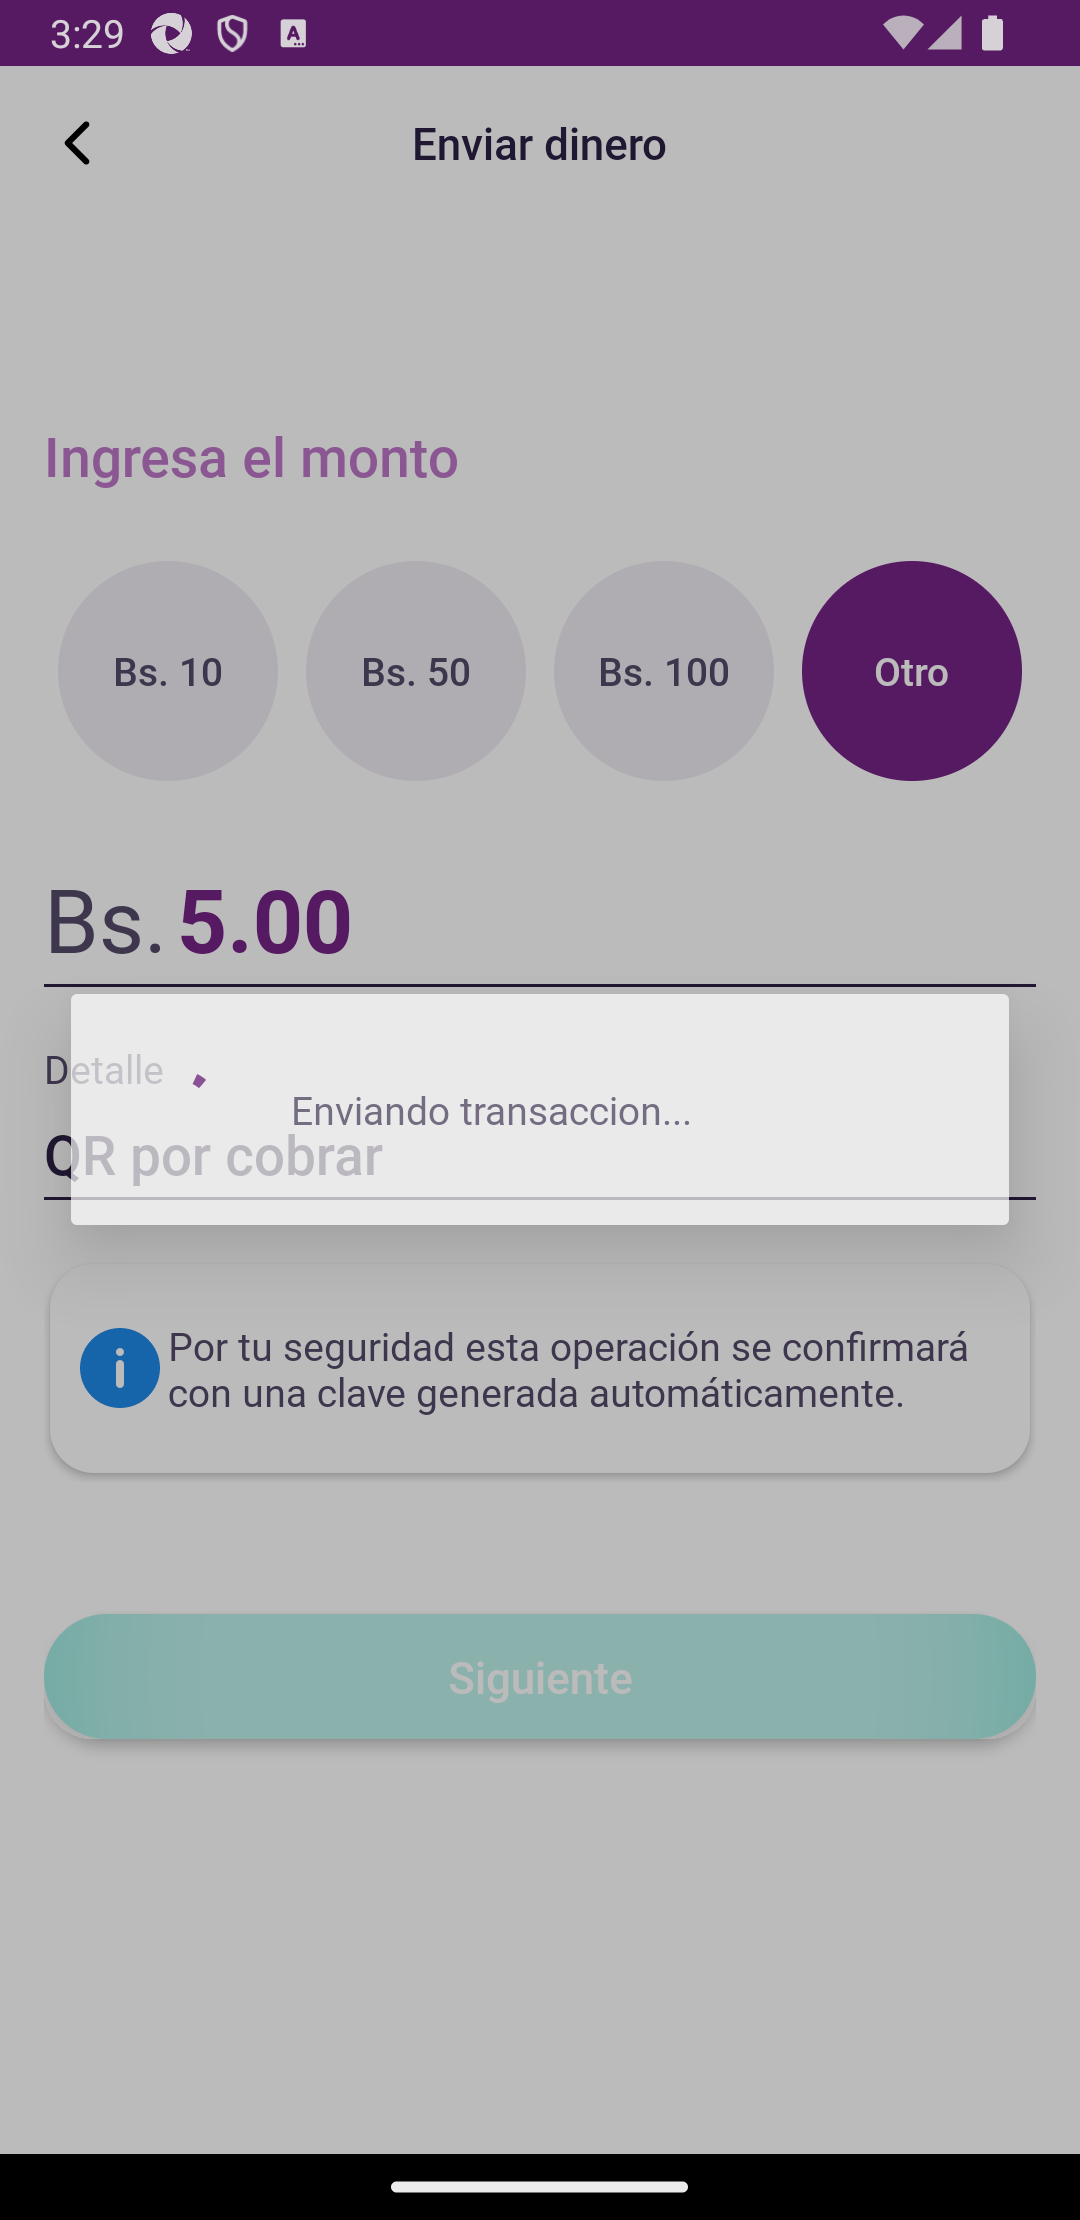 3:29
Enviar dinero
Ingresa el monto
Bs. 10
Bs. 50
Bs. 100
Otro
Bs. 5.00
Detalle
Enviando transaccion...
QR por cobrar
Por tu seguridad esta operación se confirmará
con una clave generada automáticamente.
Siguiente